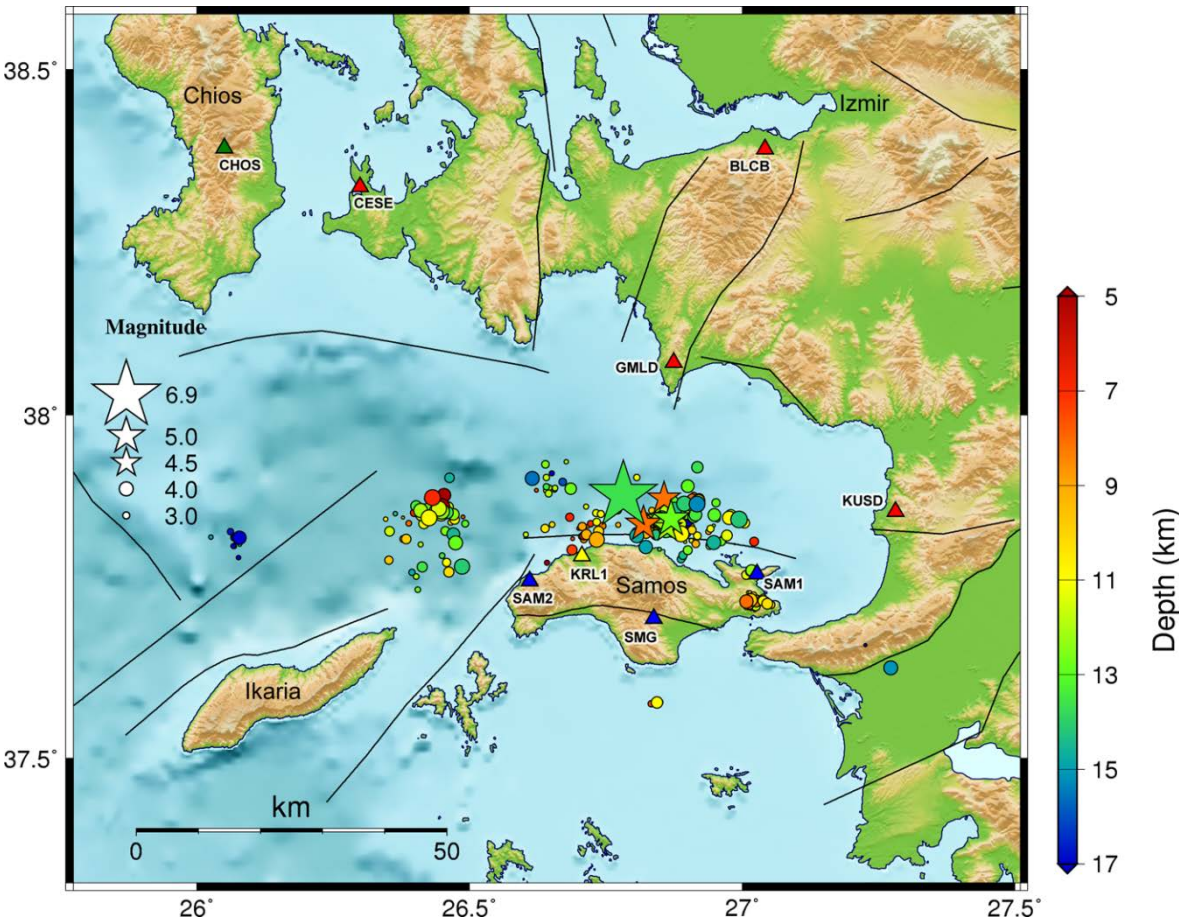 38.5°
38°
37.5°
26°
26.5°
27°
27.5°
Chios
Izmir
CHOS
CESE
BLCB
GMLD
KUSD
Magnitude
6.9
5.0
4.5
4.0
3.0
KRL1
Samos
SAM1
SAM2
SMG
Ikaria
km
0
50
5
7
9
11
13
15
17
Depth (km)